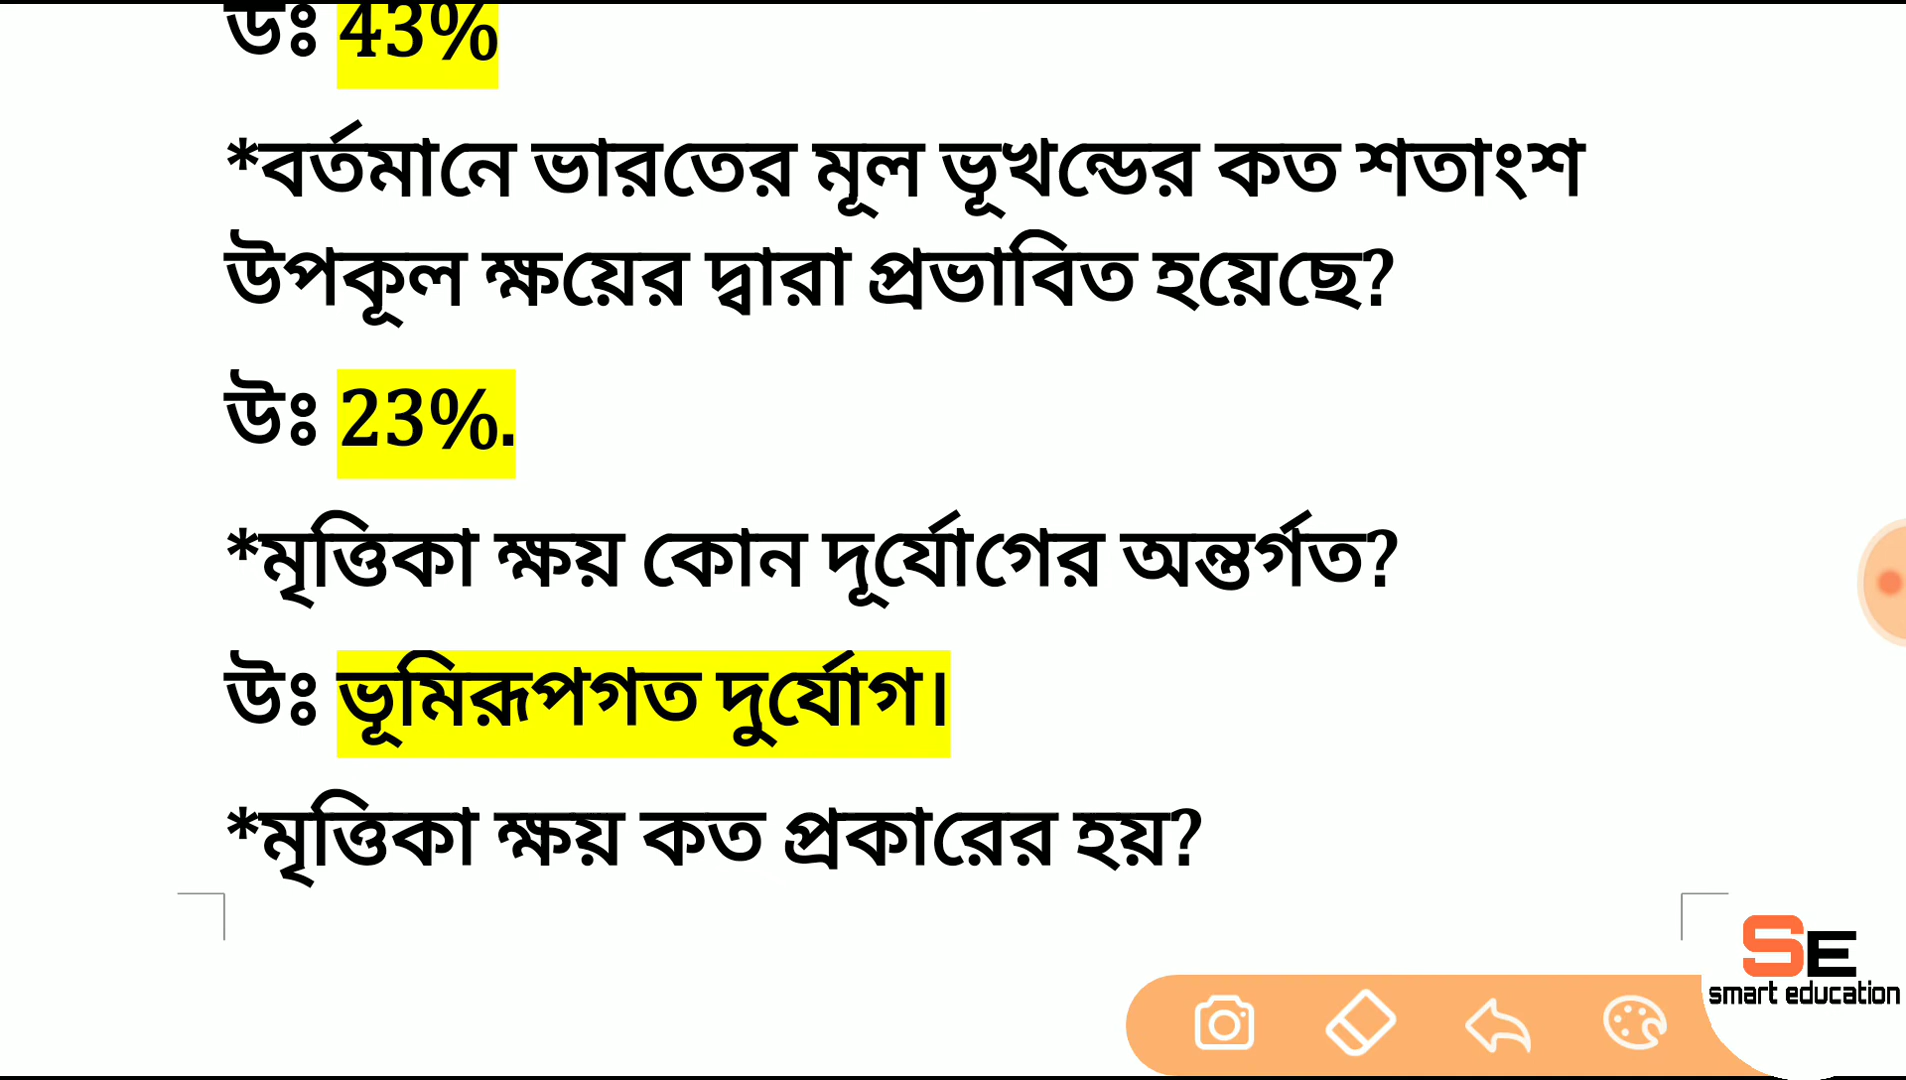 উঃ 43%
*বর্তমানে ভারতের মূল ভূখন্ডের কত শতাংশ
উপকূল ক্ষয়ের দ্বারা প্রভাবিত হয়েছে?
উঃ 23%.
*মৃত্তিকা ক্ষয় কোন দূর্যোগের অন্তর্গত?
উঃ ভূমিরূপগত দুর্যোগ।
*মৃত্তিকা ক্ষয় কত প্রকারের হয়?
SE
smart education